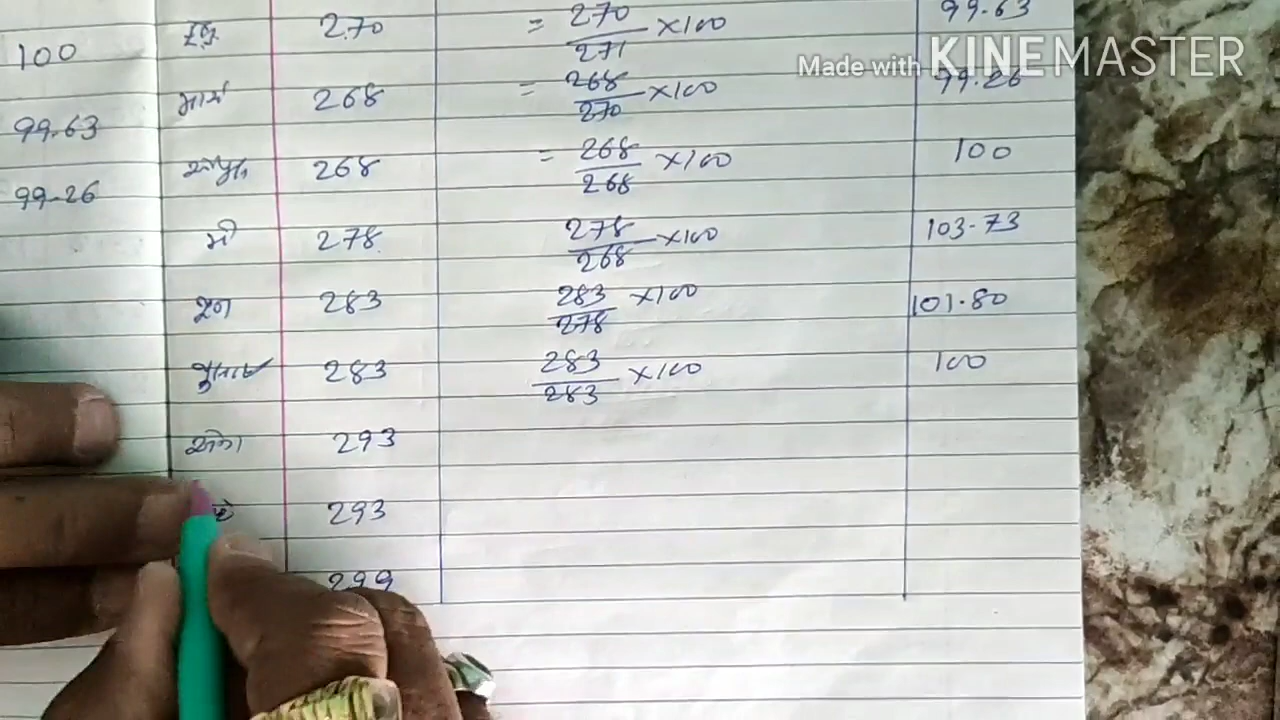 270 = 270/271 ×100 99.63
100
Made with KINEMASTER
मार्च 268 = 268/270 ×100 99.26
99.63
268 = 268/268 ×100 100
99.26
मी 278 278/268 ×100 103.73
जून 283 283/278 ×100 101.80
जुलाई 283 283/283 ×100 100
293
293
299